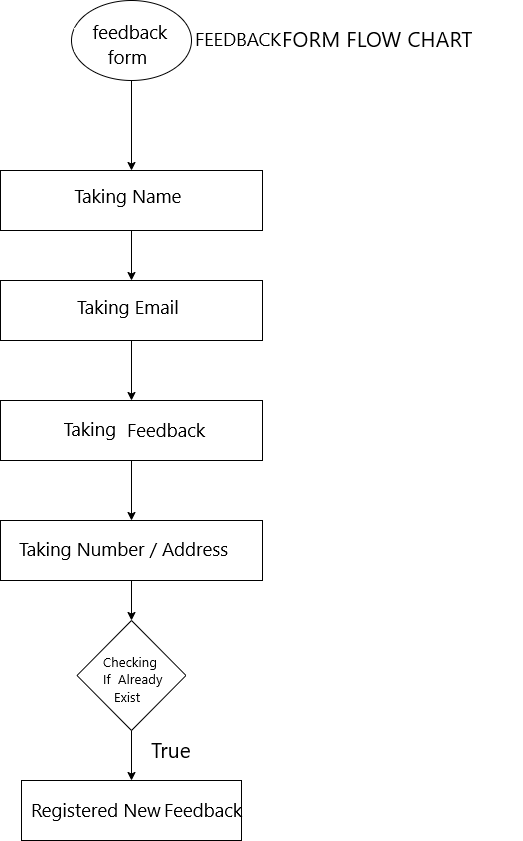 feedback
form
FEEDBACKFORM FLOW CHART
Taking Name
Taking Email
Taking Feedback
Taking Number / Address
Checking
If Already
Exist
True
Registered New Feedback